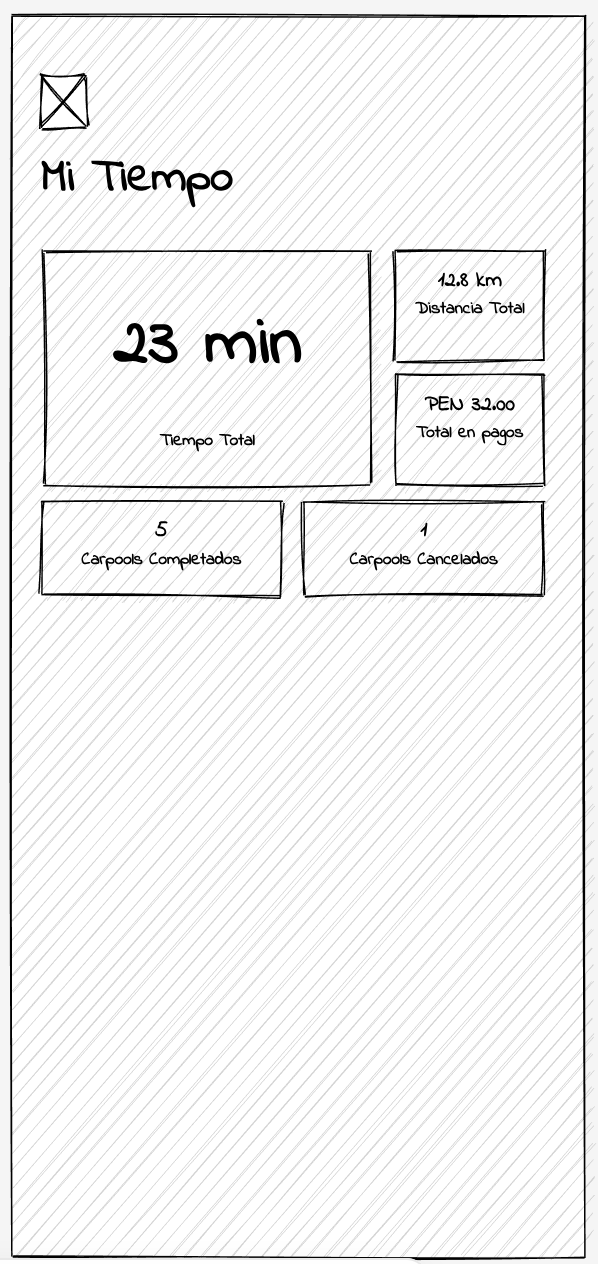 Mi Tiempo
23 min
Tiempo Total
12.8 km
Distancia Total
PEN 32.00
Total en pagos
5
Carpools Completados
1
Carpools Cancelados